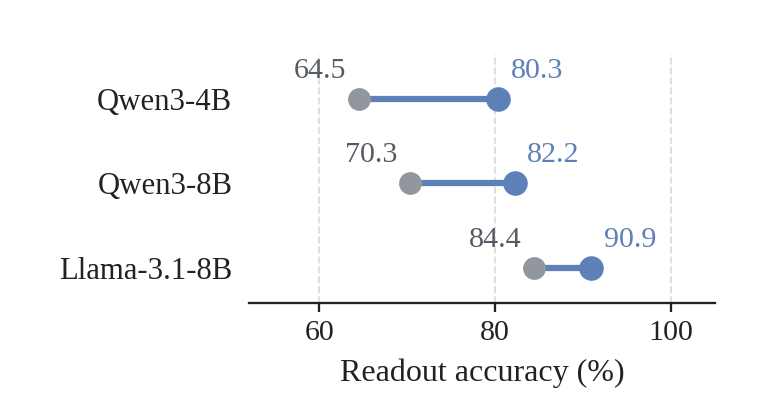 64.5 80.3
Qwen3-4B
70.3 82.2
Qwen3-8B
84.4 90.9
Llama-3.1-8B
60 80 100
Readout accuracy (%)